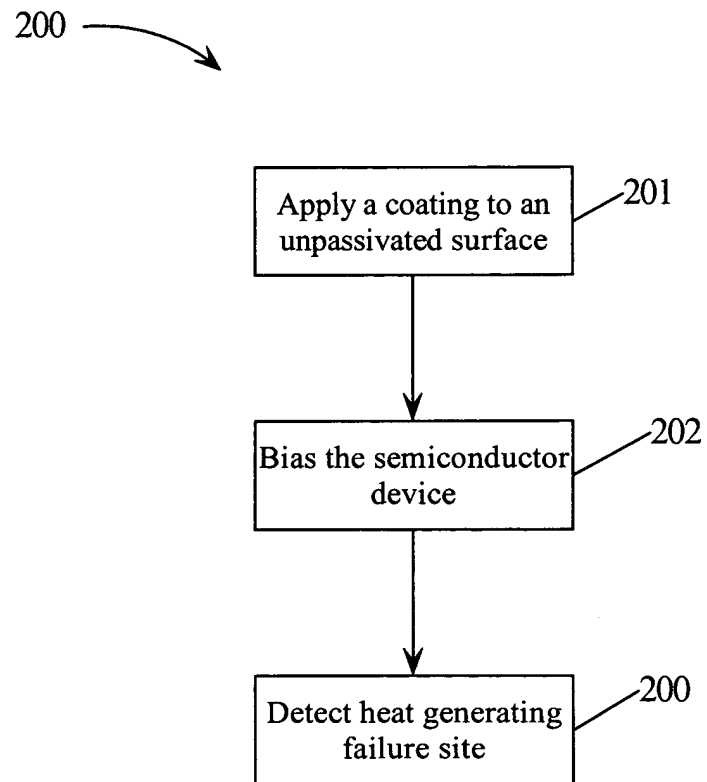 200
Apply a coating to an
unpassivated surface
201
Bias the semiconductor
device
202
Detect heat generating
failure site
200